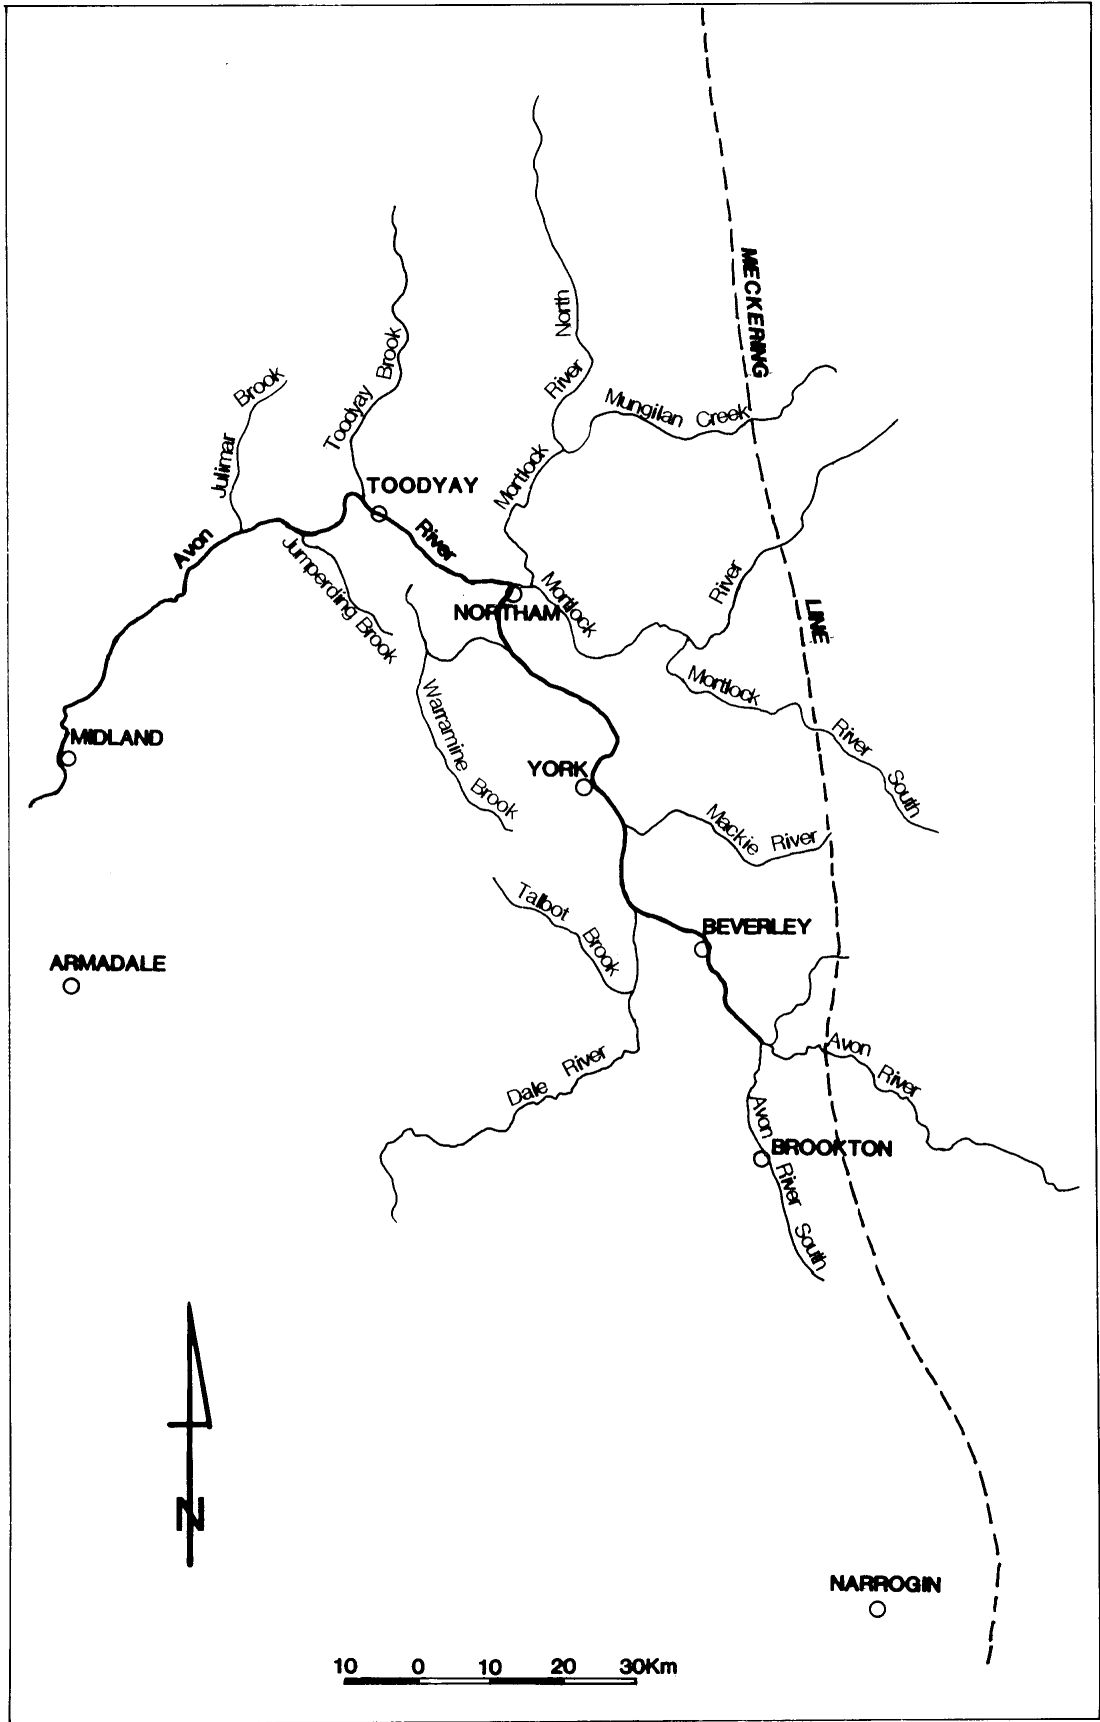 MECKERING
LINE
North
River
Mortlock
Mungilan Creek
Toodyay Brook
Julimar Brook
TOODYAY
Avon
River
Jumperding Brook
NORTHAM
Mortlock
River
Mortlock
River
South
Warramine Brook
MIDLAND
YORK
Mackie River
Talbot Brook
BEVERLEY
ARMADALE
Dale River
Avon
River
Avon
River South
BROOKTON
N
NARROGIN
10 0 10 20 30Km